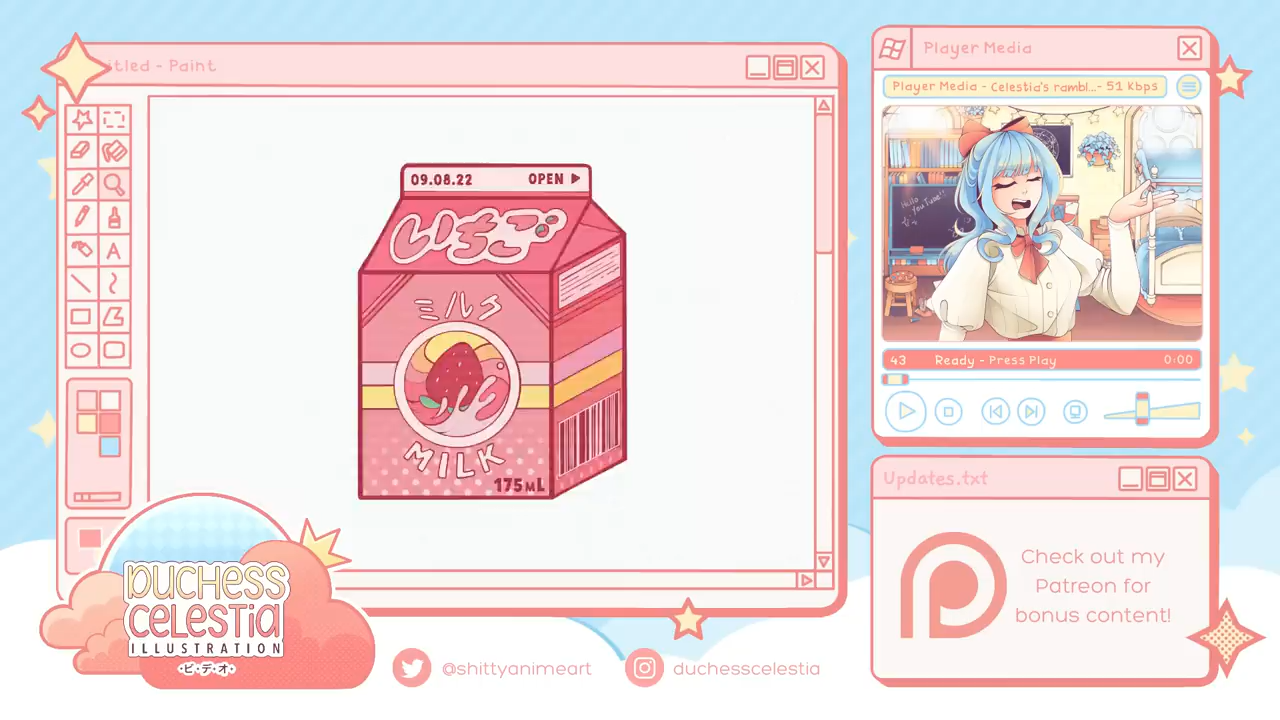 titled - Paint
09.08.22 OPEN
いちご
ミルク
MILK
175mL
Player Media
Player Media - Celestia's rambl...- 51 Kbps
Hello
YouTube!!
43 Ready - Press Play 0:00
A
Updates.txt
Check out my
Patreon for
bonus content!
DUCHESS
CELESTIA
ILLUSTRATION
・ビ・デ・オ・
@shittyanimeart
duchesscelestia